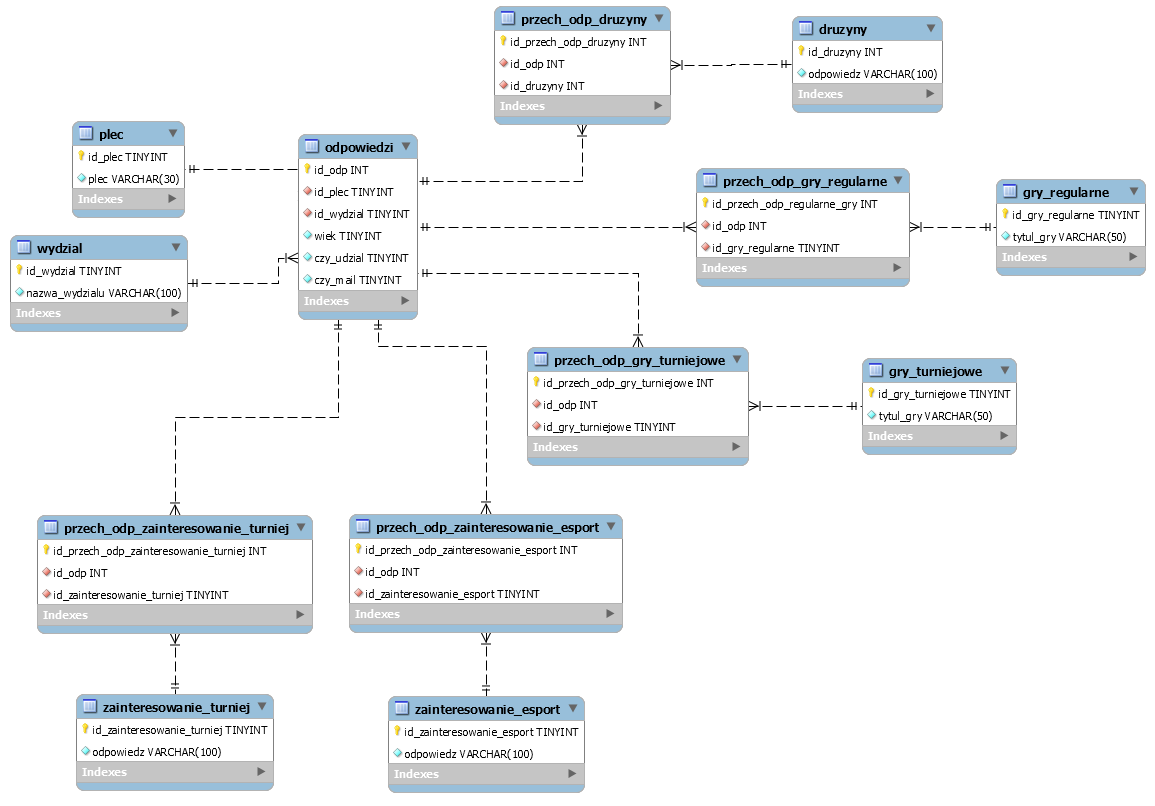 przech_odp_druzyny
id_przech_odp_druzyny INT
id_odp INT
id_druzyny INT
Indexes
druzyny
id_druzyny INT
odpowiedz VARCHAR(100)
Indexes
plec
id_plec TINYINT
plec VARCHAR(30)
Indexes
odpowiedzi
id_odp INT
id_plec TINYINT
id_wydzial TINYINT
wiek TINYINT
czy_udzial TINYINT
czy_mail TINYINT
Indexes
przech_odp_gry_regularne
id_przech_odp_regularne_gry INT
id_odp INT
id_gry_regularne TINYINT
Indexes
gry_regularne
id_gry_regularne TINYINT
tytul_gry VARCHAR(50)
Indexes
wydzial
id_wydzial TINYINT
nazwa_wydzialu VARCHAR(100)
Indexes
przech_odp_gry_turniejowe
id_przech_odp_gry_turniejowe INT
id_odp INT
id_gry_turniejowe TINYINT
Indexes
gry_turniejowe
id_gry_turniejowe TINYINT
tytul_gry VARCHAR(50)
Indexes
przech_odp_zainteresowanie_turniej
id_przech_odp_zainteresowanie_turniej INT
id_odp INT
id_zainteresowanie_turniej TINYINT
Indexes
przech_odp_zainteresowanie_esport
id_przech_odp_zainteresowanie_esport INT
id_odp INT
id_zainteresowanie_esport TINYINT
Indexes
zainteresowanie_turniej
id_zainteresowanie_turniej TINYINT
odpowiedz VARCHAR(100)
Indexes
zainteresowanie_esport
id_zainteresowanie_esport TINYINT
odpowiedz VARCHAR(100)
Indexes